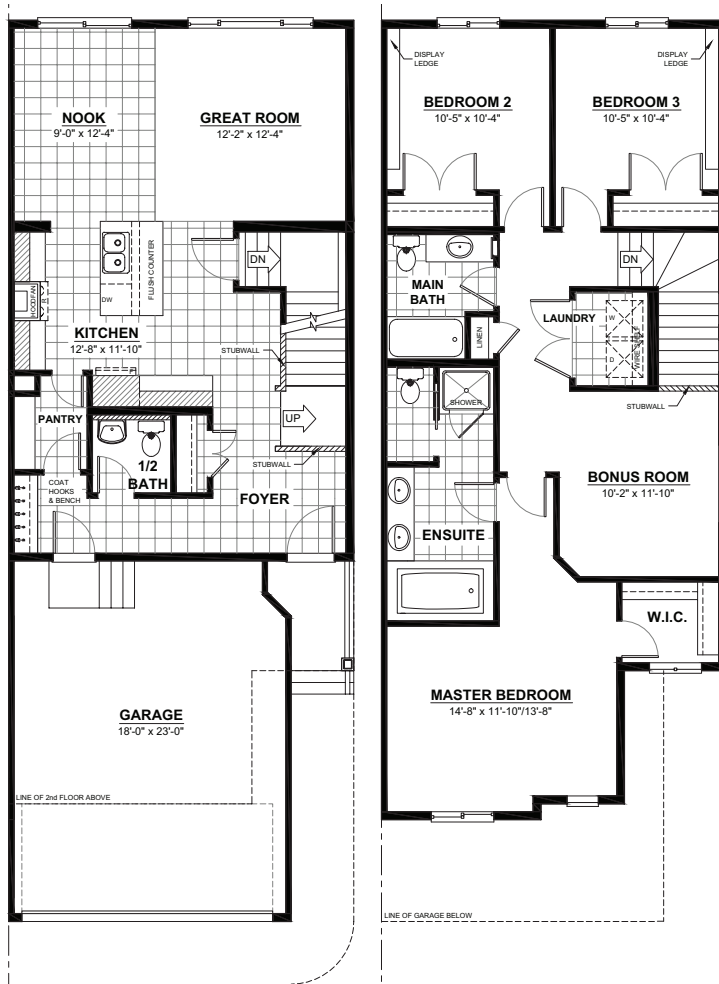 NOOK
9'-0" x 12'-4"
GREAT ROOM
12'-2" x 12'-4"
HOODFAN
R
DW
FLUSH COUNTER
DN
KITCHEN
12'-8" x 11'-10"
STUBWALL
PANTRY
UP
1/2
BATH
STUBWALL
COAT
HOOKS
& BENCH
FOYER
GARAGE
18'-0" x 23'-0"
LINE OF 2nd FLOOR ABOVE
DISPLAY
LEDGE
DISPLAY
LEDGE
BEDROOM 2
10'-5" x 10'-4"
BEDROOM 3
10'-5" x 10'-4"
DN
MAIN
BATH
LINEN
LAUNDRY
W
D
WIRE SHELF
STUBWALL
SHOWER
BONUS ROOM
10'-2" x 11'-10"
ENSUITE
W.I.C.
MASTER BEDROOM
14'-8" x 11'-10"/13'-8"
LINE OF GARAGE BELOW